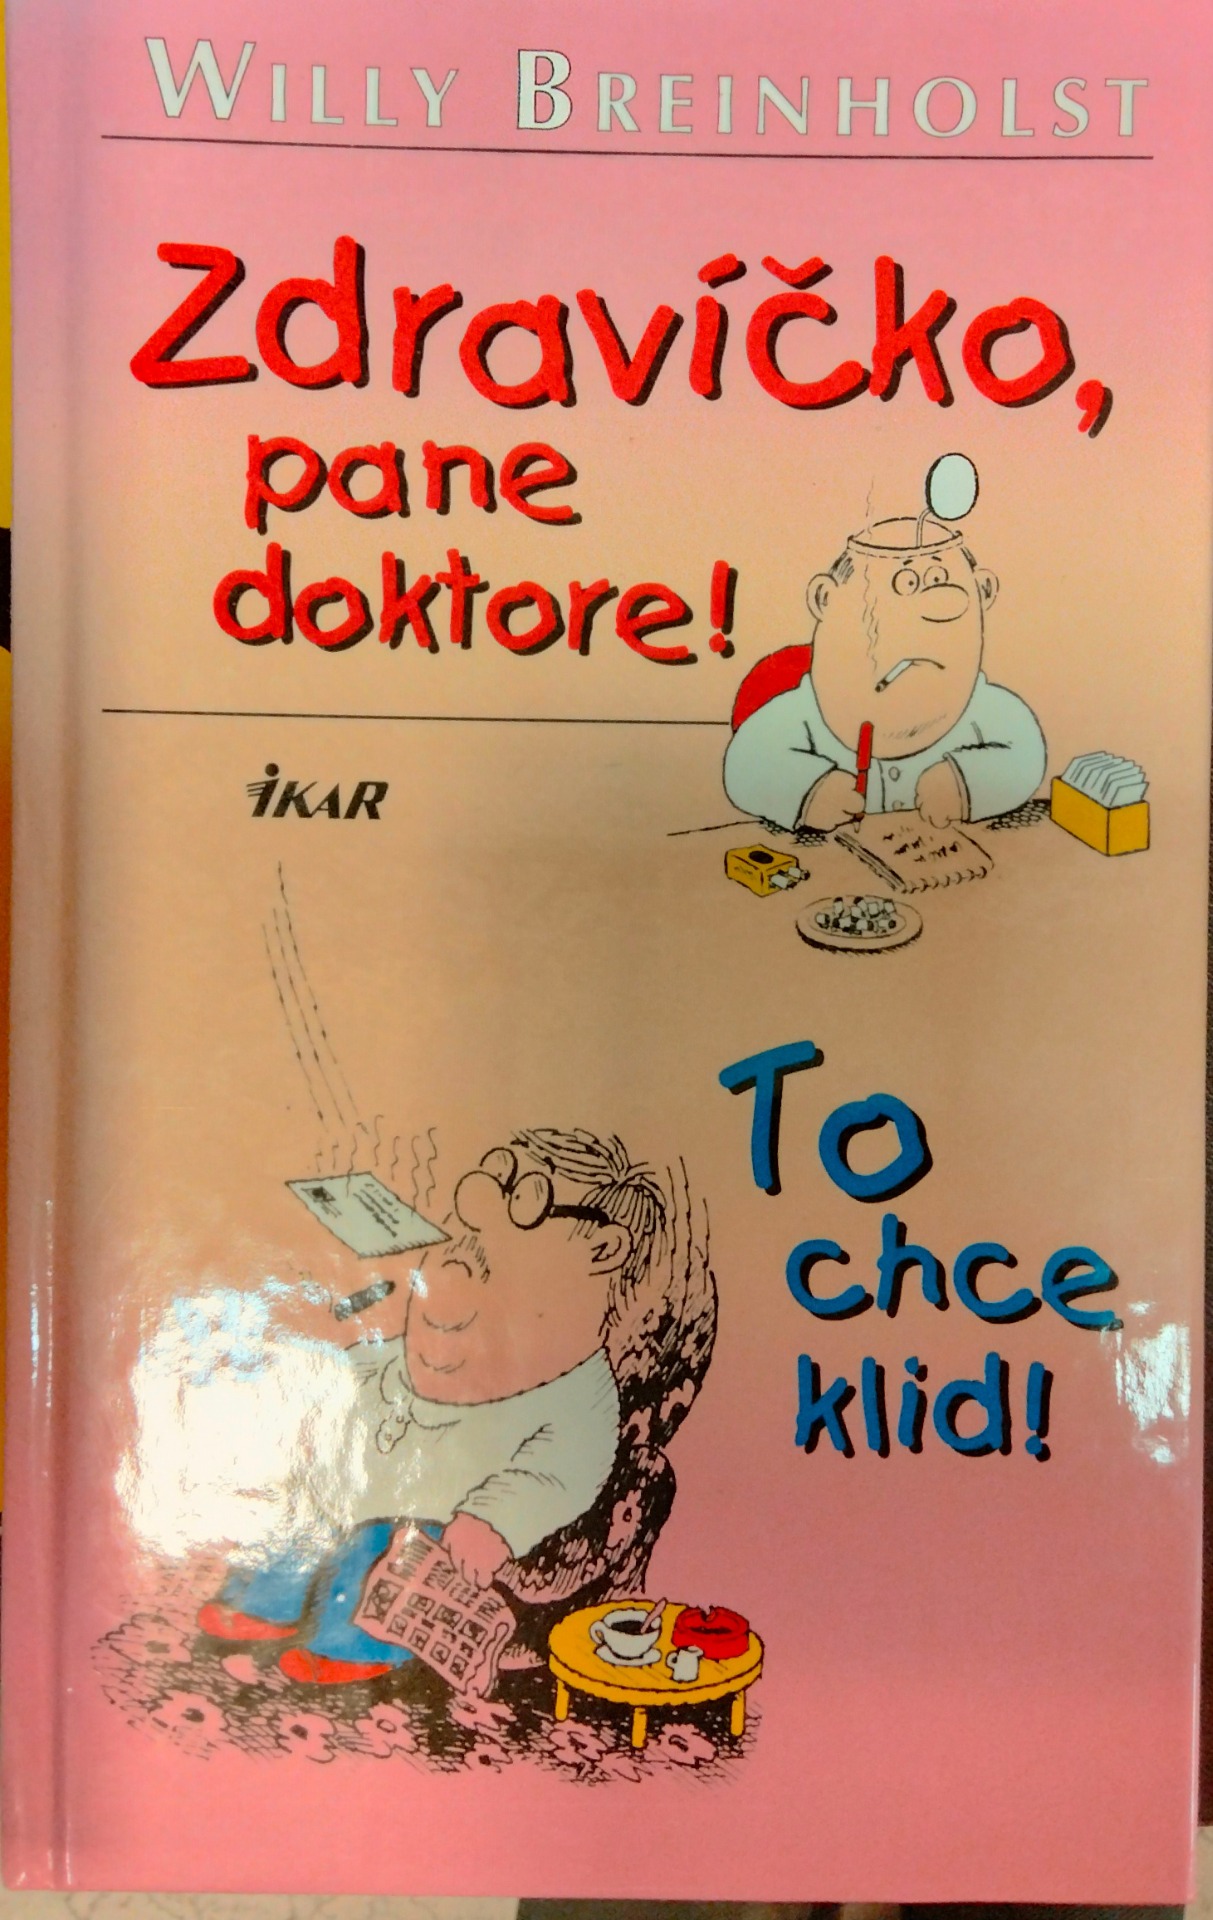 WILLY BREINHOLST
Zdravíčko,
pane
doktore!
iKAR
To
chce
klid!